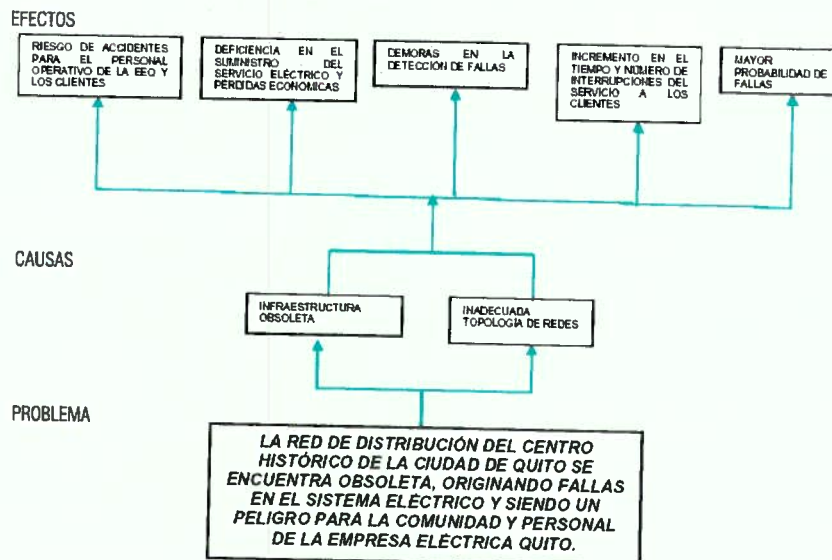 EFECTOS
RIESGO DE ACCIDENTES
PARA EL PERSONAL
OPERATIVO DE LA EEQ Y
LOS CLIENTES
DEFICIENCIA EN EL
SUMINISTRO DEL
SERVICIO ELÉCTRICO Y
PÉRDIDAS ECONOMICAS
DEMORAS EN LA
DETECCIÓN DE FALLAS
INCREMENTO EN EL
TIEMPO Y NÚMERO DE
INTERRUPCIONES DEL
SERVICIO A LOS
CLIENTES
MAYOR
PROBABILIDAD DE
FALLAS
CAUSAS
INFRAESTRUCTURA
OBSOLETA
INADECUADA
TOPOLOGÍA DE REDES
PROBLEMA
LA RED DE DISTRIBUCIÓN DEL CENTRO
HISTÓRICO DE LA CIUDAD DE QUITO SE
ENCUENTRA OBSOLETA, ORIGINANDO FALLAS
EN EL SISTEMA ELÉCTRICO Y SIENDO UN
PELIGRO PARA LA COMUNIDAD Y PERSONAL
DE LA EMPRESA ELÉCTRICA QUITO.